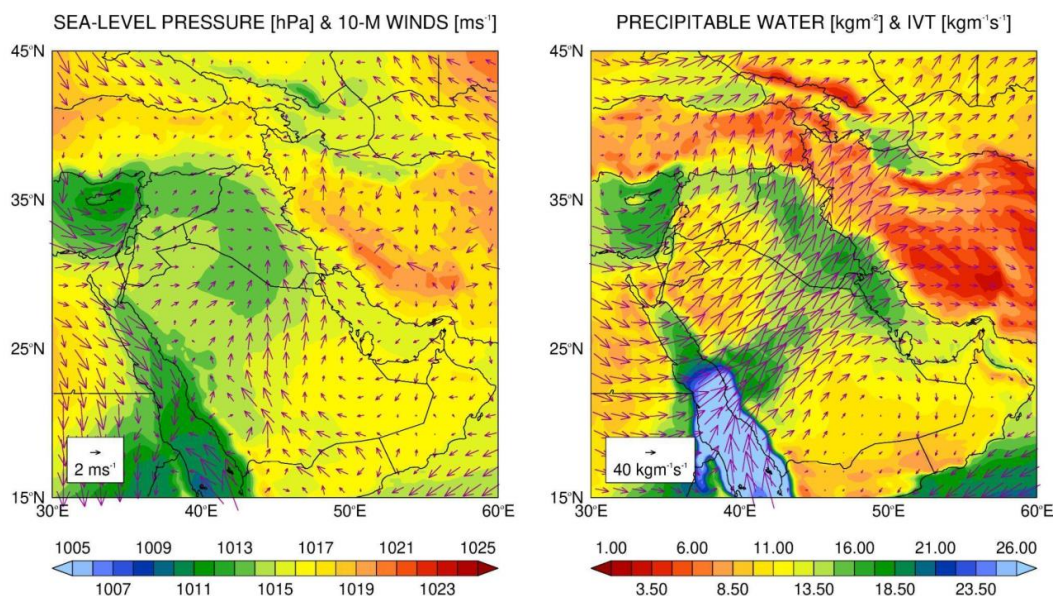 SEA-LEVEL PRESSURE [hPa] & 10-M WINDS [ms⁻¹]
45°N
35°N
25°N
15°N
2 ms⁻¹
30°E 40°E 50°E 60°E
1005 1009 1013 1017 1021 1025
1007 1011 1015 1019 1023
PRECIPITABLE WATER [kgm⁻²] & IVT [kgm⁻¹s⁻¹]
45°N
35°N
25°N
15°N
40 kgm⁻¹s⁻¹
30°E 40°E 50°E 60°E
1.00 6.00 11.00 16.00 21.00 26.00
3.50 8.50 13.50 18.50 23.50